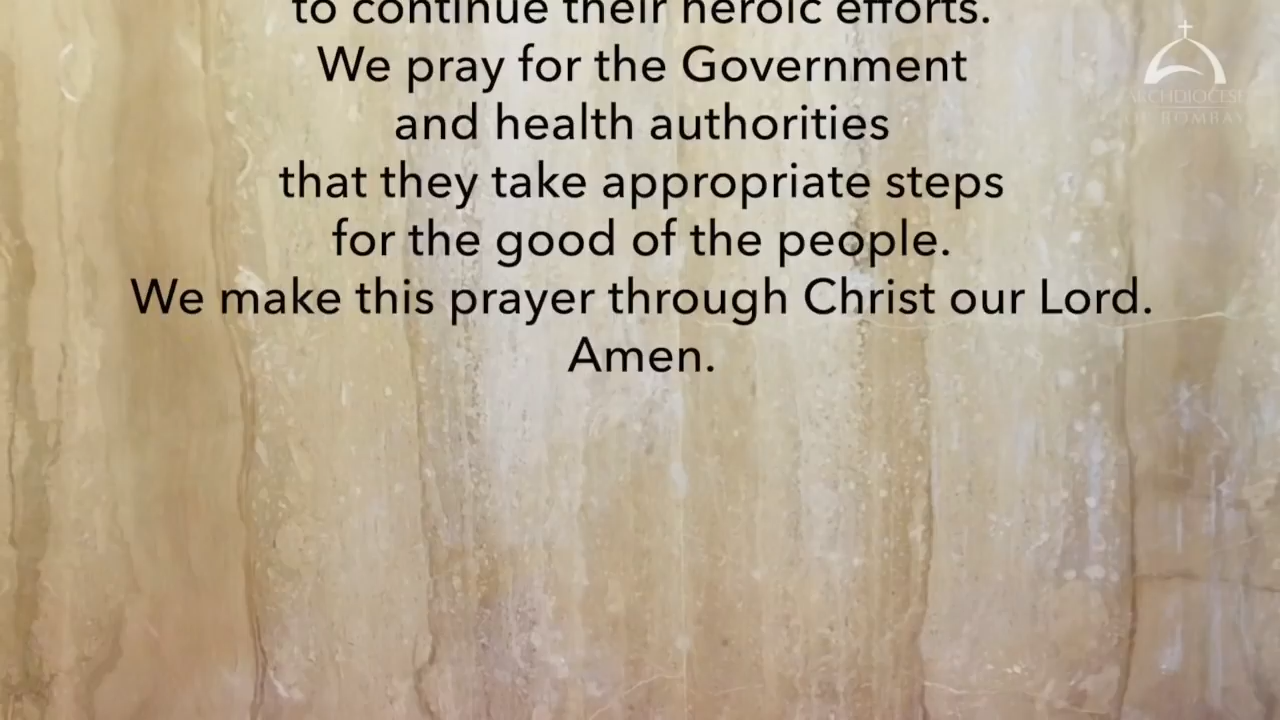 to continue their heroic efforts.
We pray for the Government
and health authorities
that they take appropriate steps
for the good of the people.
We make this prayer through Christ our Lord.
Amen.
ARCHDIOCESE
OF BOMBAY